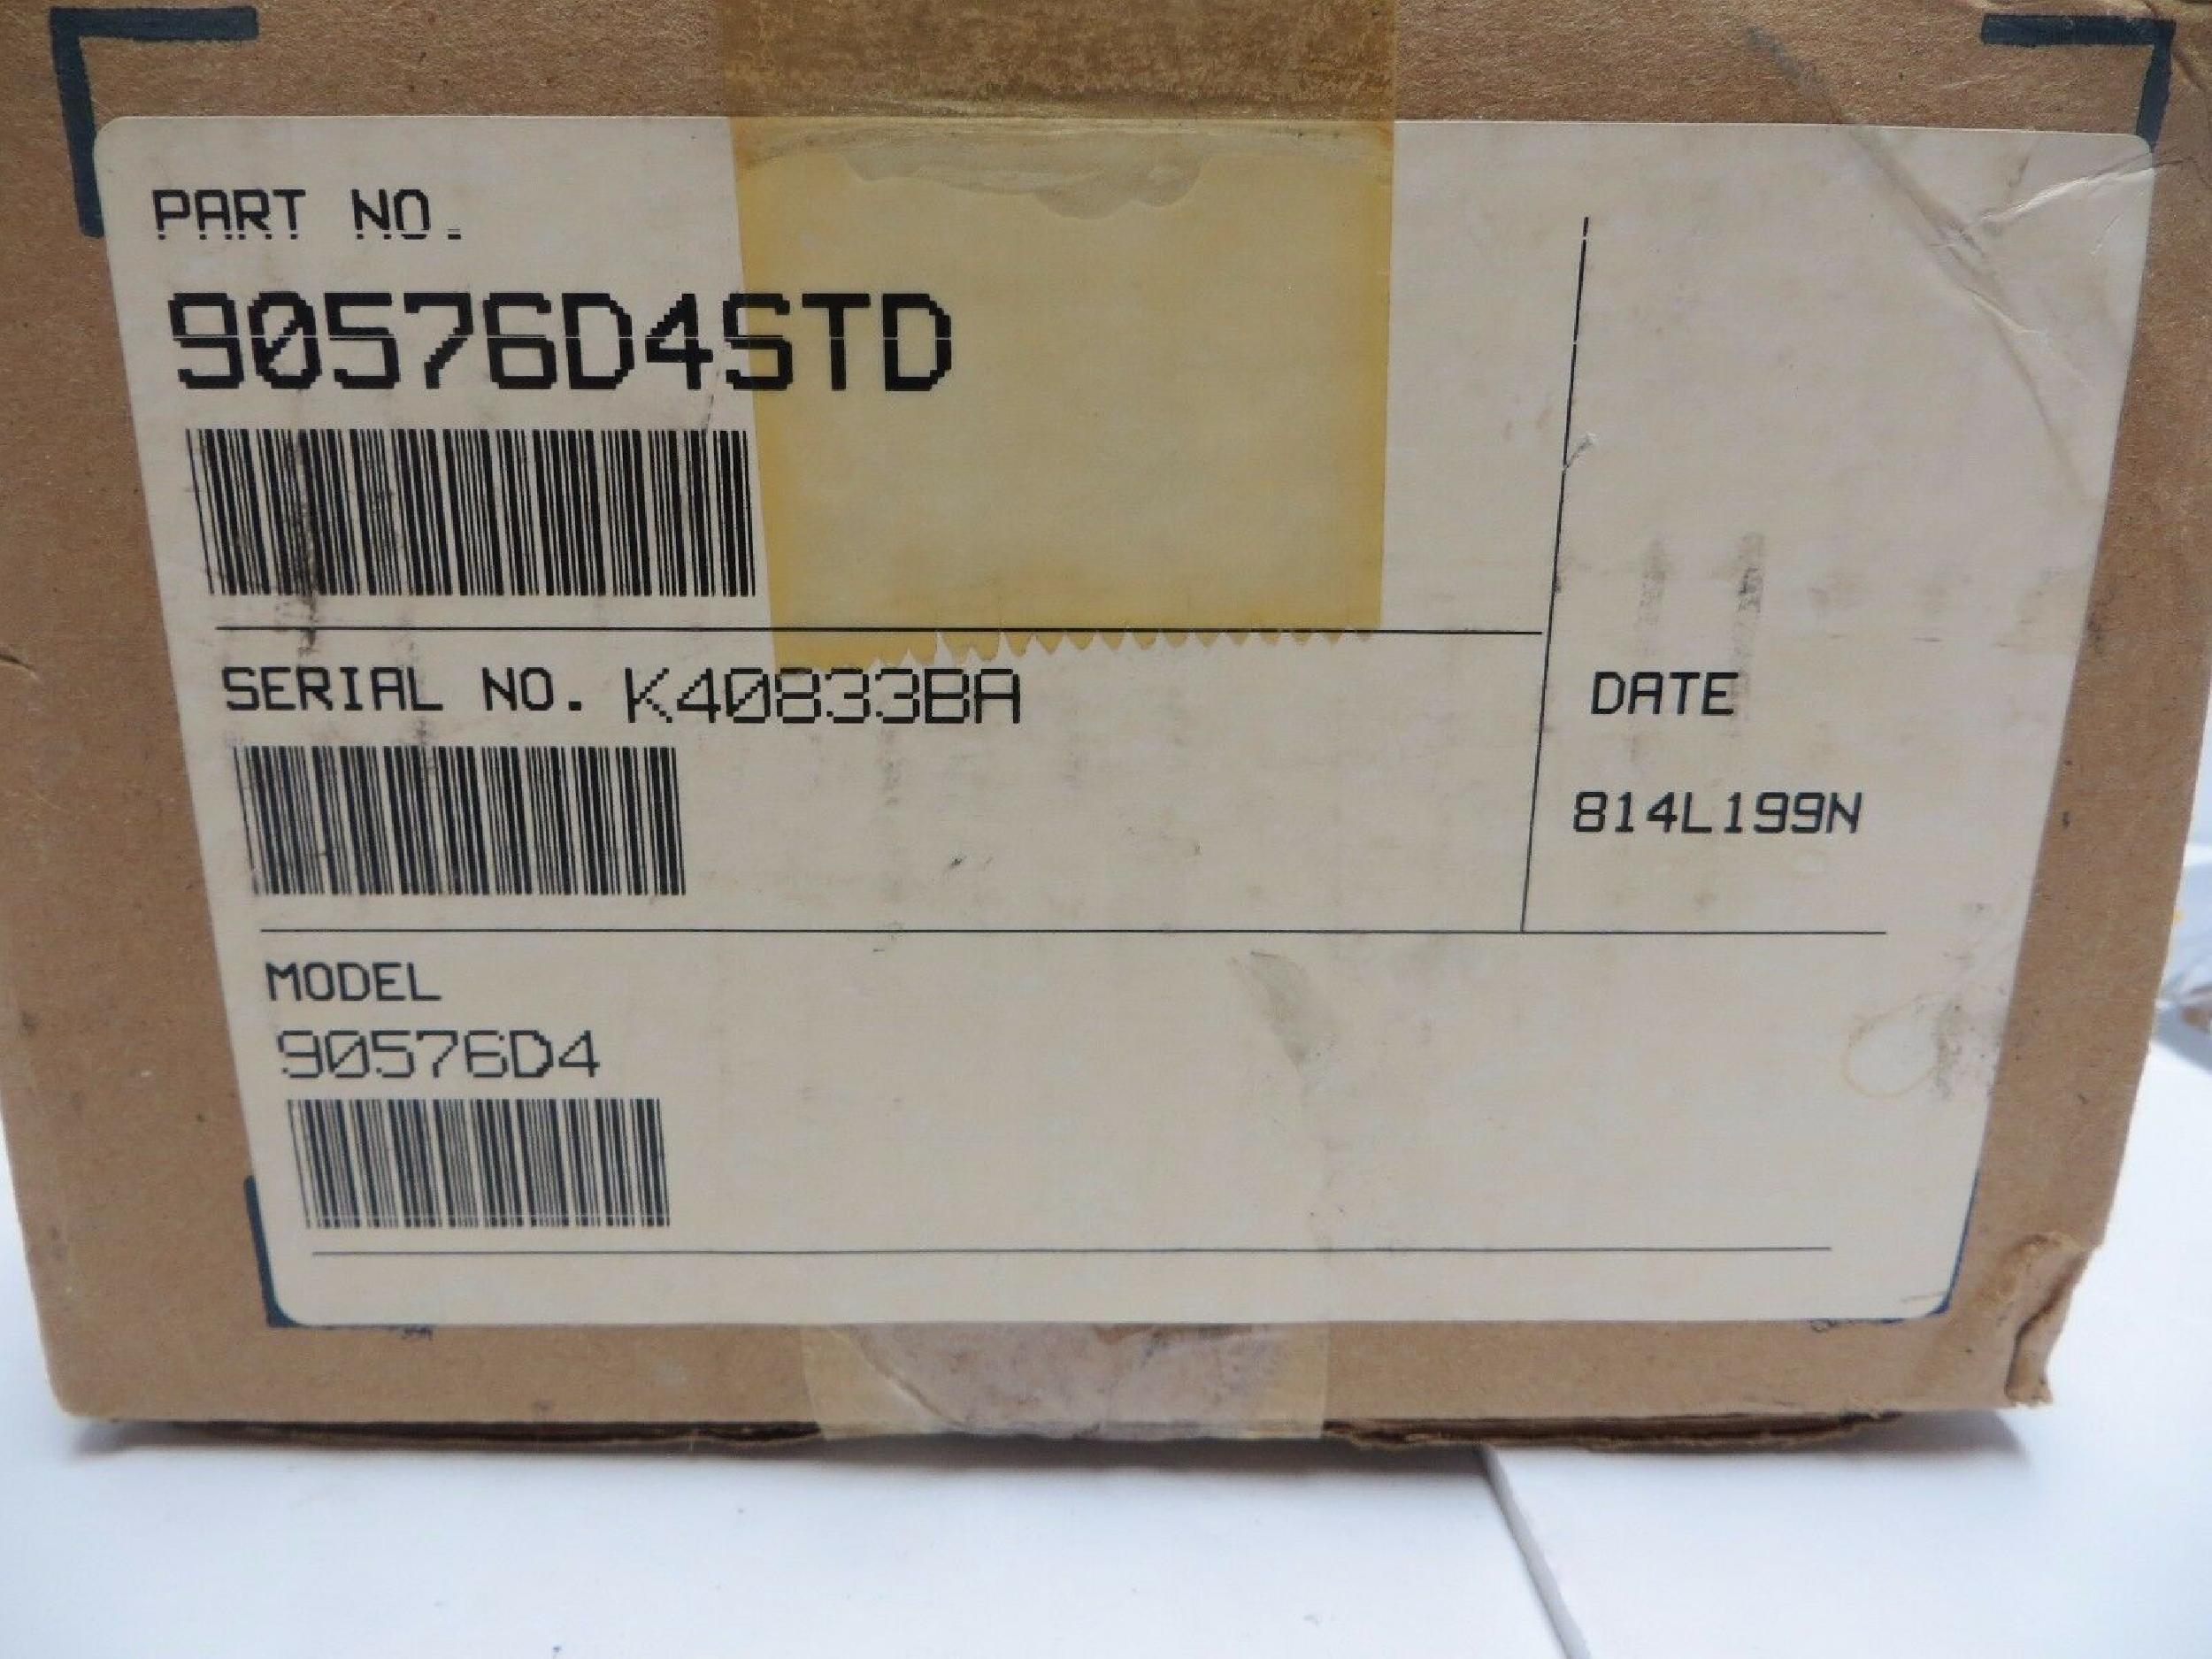 PART NO.
90576D4STD
SERIAL NO. K40833BA
DATE
814L199N
MODEL
90576D4